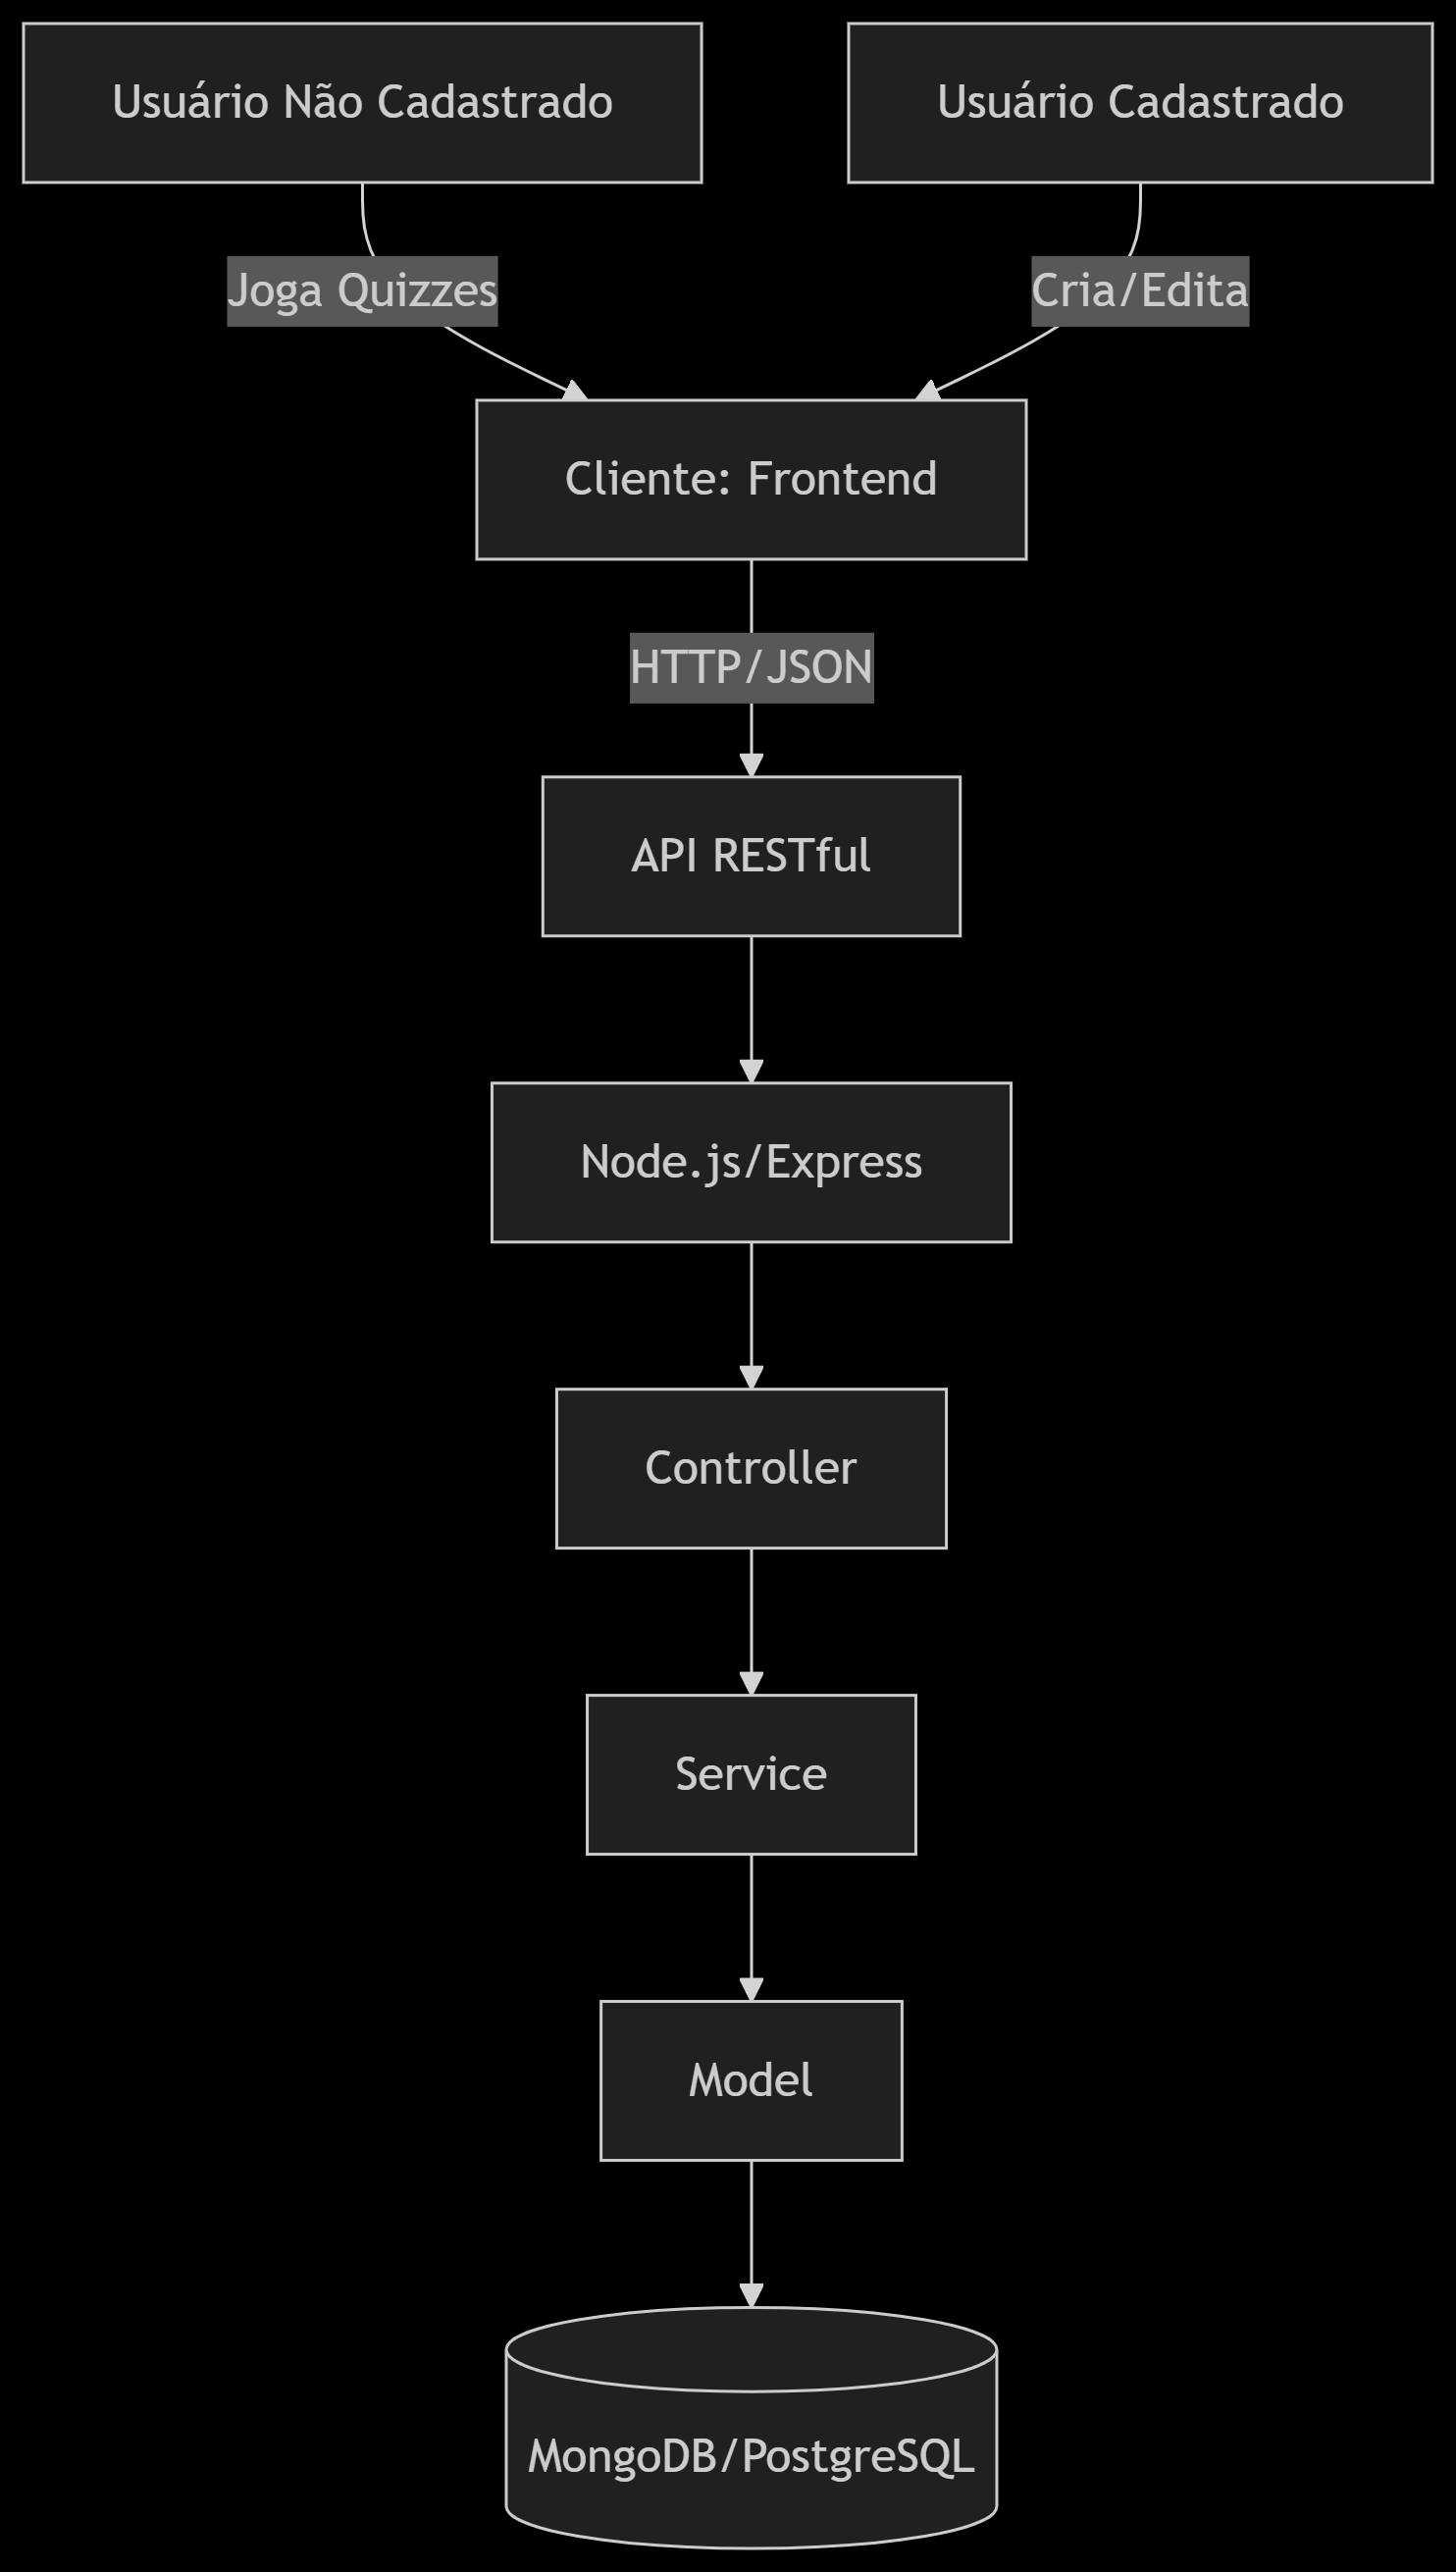 Usuário Não Cadastrado
Usuário Cadastrado
Joga Quizzes
Cria/Edita
Cliente: Frontend
HTTP/JSON
API RESTful
Node.js/Express
Controller
Service
Model
MongoDB/PostgreSQL